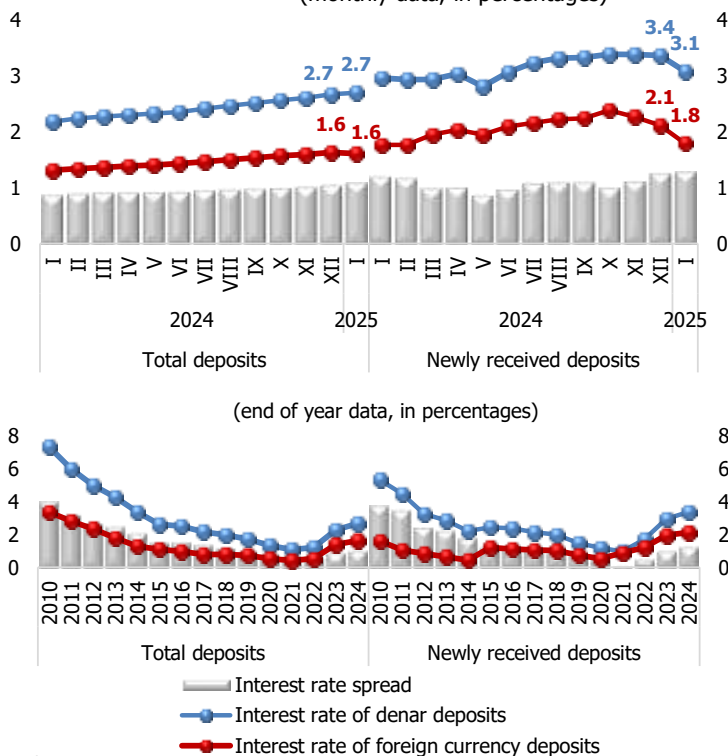 (monthly data, in percentages)
4
3
2
1
0
2.7
2.7
1.6
1.6
3.4
3.1
2.1
1.8
I II III IV V VI VII VIII IX X XI XII I
I II III IV V VI VII VIII IX X XI XII I
2024 2025 2024 2025
Total deposits Newly received deposits
(end of year data, in percentages)
8 8
6 6
4 4
2 2
0 0
2010 2011 2012 2013 2014 2015 2016 2017 2018 2019 2020 2021 2022 2023 2024
2010 2011 2012 2013 2014 2015 2016 2017 2018 2019 2020 2021 2022 2023 2024
Total deposits Newly received deposits
Interest rate spread
Interest rate of denar deposits
Interest rate of foreign currency deposits